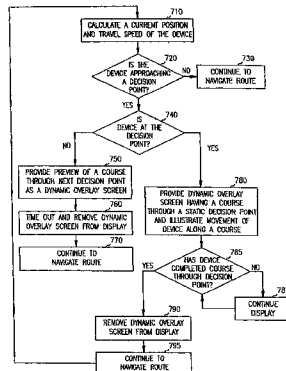 710
CALCULATE A CURRENT POSITION
AND TRAVEL SPEED OF THE DEVICE
720
IS THE
DEVICE APPROACHING A
DECISION
POINT?
NO
730
CONTINUE TO
NAVIGATE ROUTE
YES
740
IS
DEVICE AT THE
DECISION
POINT?
NO
YES
750
PROVIDE PREVIEW OF A COURSE
THROUGH NEXT DECISION POINT
AS A DYNAMIC OVERLAY SCREEN
760
TIME OUT AND REMOVE DYNAMIC
OVERLAY SCREEN FROM DISPLAY
770
CONTINUE TO
NAVIGATE ROUTE
780
PROVIDE DYNAMIC OVERLAY
SCREEN HAVING A COURSE
THROUGH A STATIC DECISION POINT
AND ILLUSTRATE MOVEMENT OF
DEVICE ALONG A COURSE
785
HAS DEVICE
COMPLETED COURSE
THROUGH DECISION
POINT?
YES
NO
CONTINUE
DISPLAY
790
REMOVE DYNAMIC OVERLAY
SCREEN FROM DISPLAY
795
CONTINUE TO
NAVIGATE ROUTE